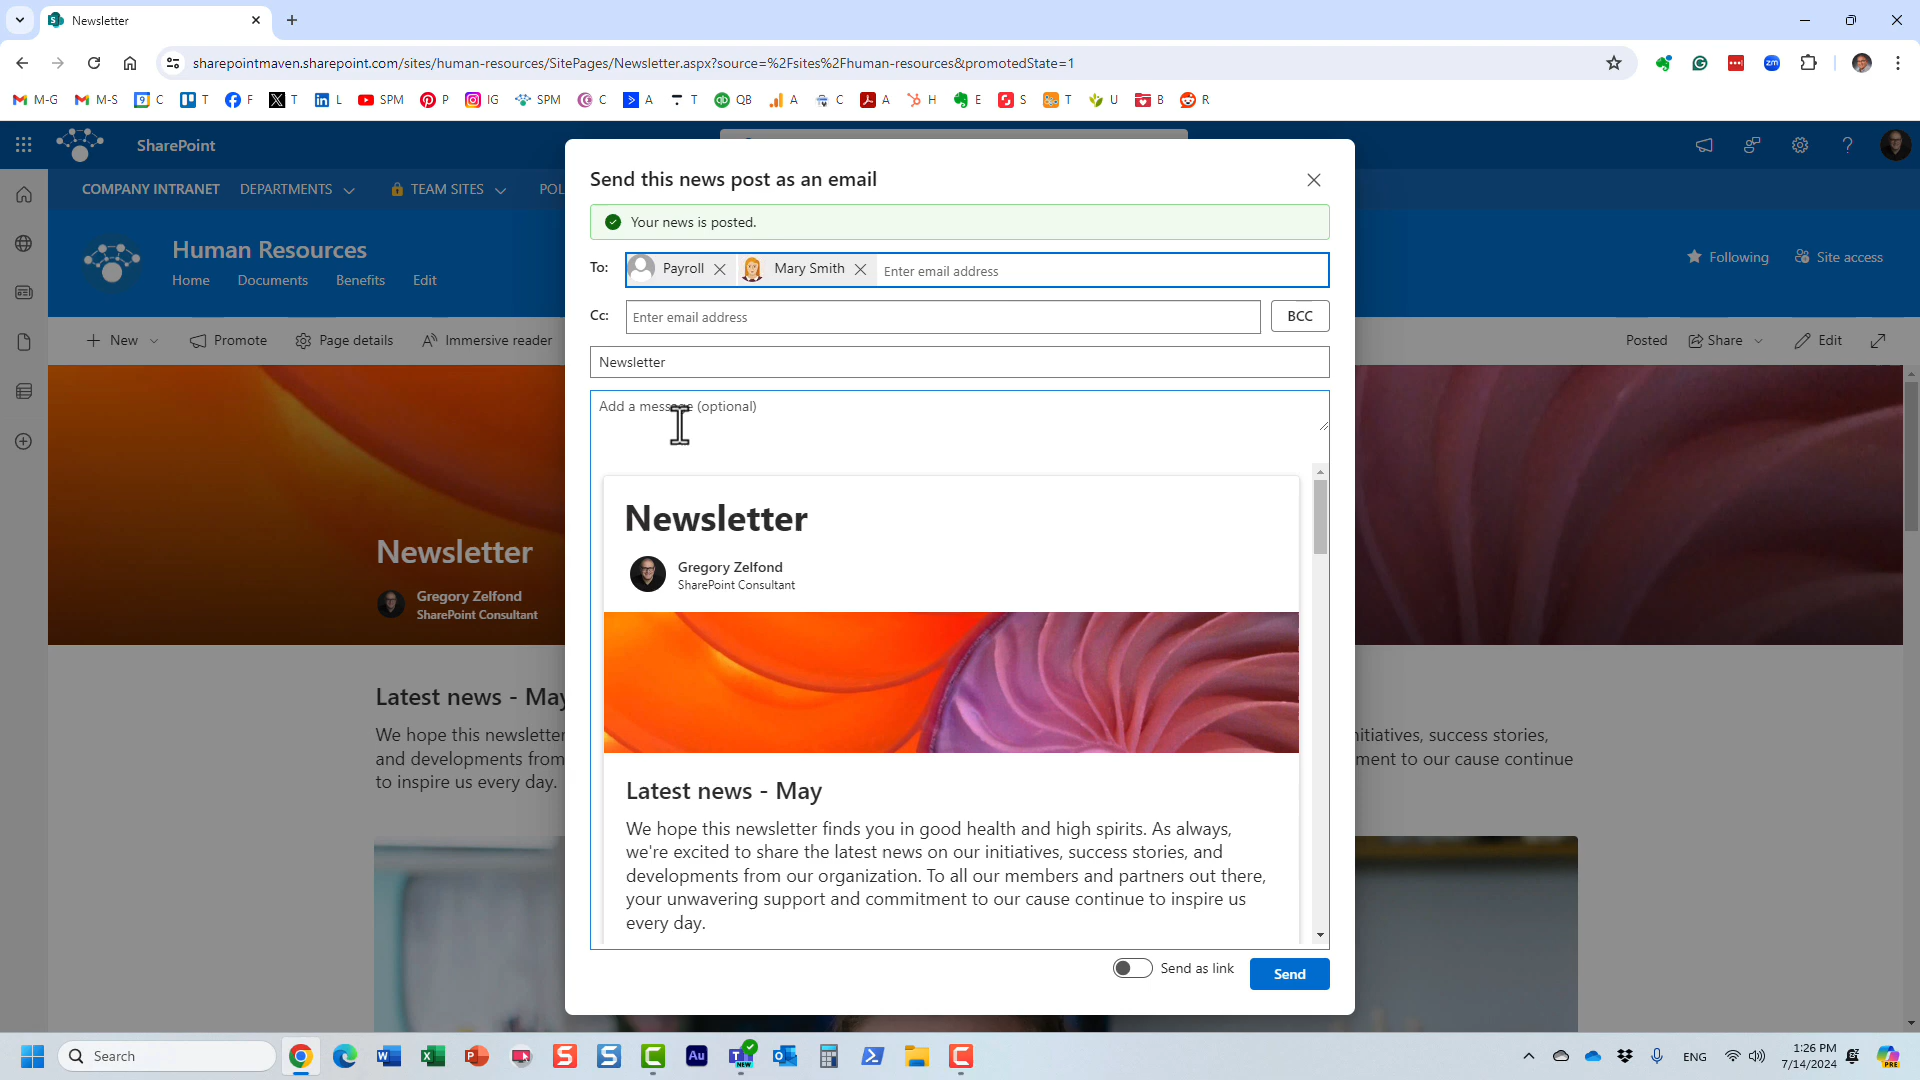 Newsletter
sharepointmaven.sharepoint.com/sites/human-resources/SitePages/Newsletter.aspx?source=%2Fsites%2Fhuman-resources&promotedState=1
M-G M-S C T F T L SPM P IG SPM C A T QB A C A H E S T U B R
SharePoint
COMPANY INTRANET DEPARTMENTS TEAM SITES POL
Human Resources
Home Documents Benefits Edit
Following Site access
New Promote Page details Immersive reader
Posted Share Edit
Newsletter
Gregory Zelfond
SharePoint Consultant
Latest news - May
We hope this newsletter
and developments from
to inspire us every day.
itiatives, success stories,
ment to our cause continue
Send this news post as an email
Your news is posted.
To: Payroll Mary Smith Enter email address
Cc: Enter email address BCC
Newsletter
Add a message (optional)
Newsletter
Gregory Zelfond
SharePoint Consultant
Latest news - May
We hope this newsletter finds you in good health and high spirits. As always,
we're excited to share the latest news on our initiatives, success stories, and
developments from our organization. To all our members and partners out there,
your unwavering support and commitment to our cause continue to inspire us
every day.
Send as link Send
Search
ENG
1:26 PM
7/14/2024